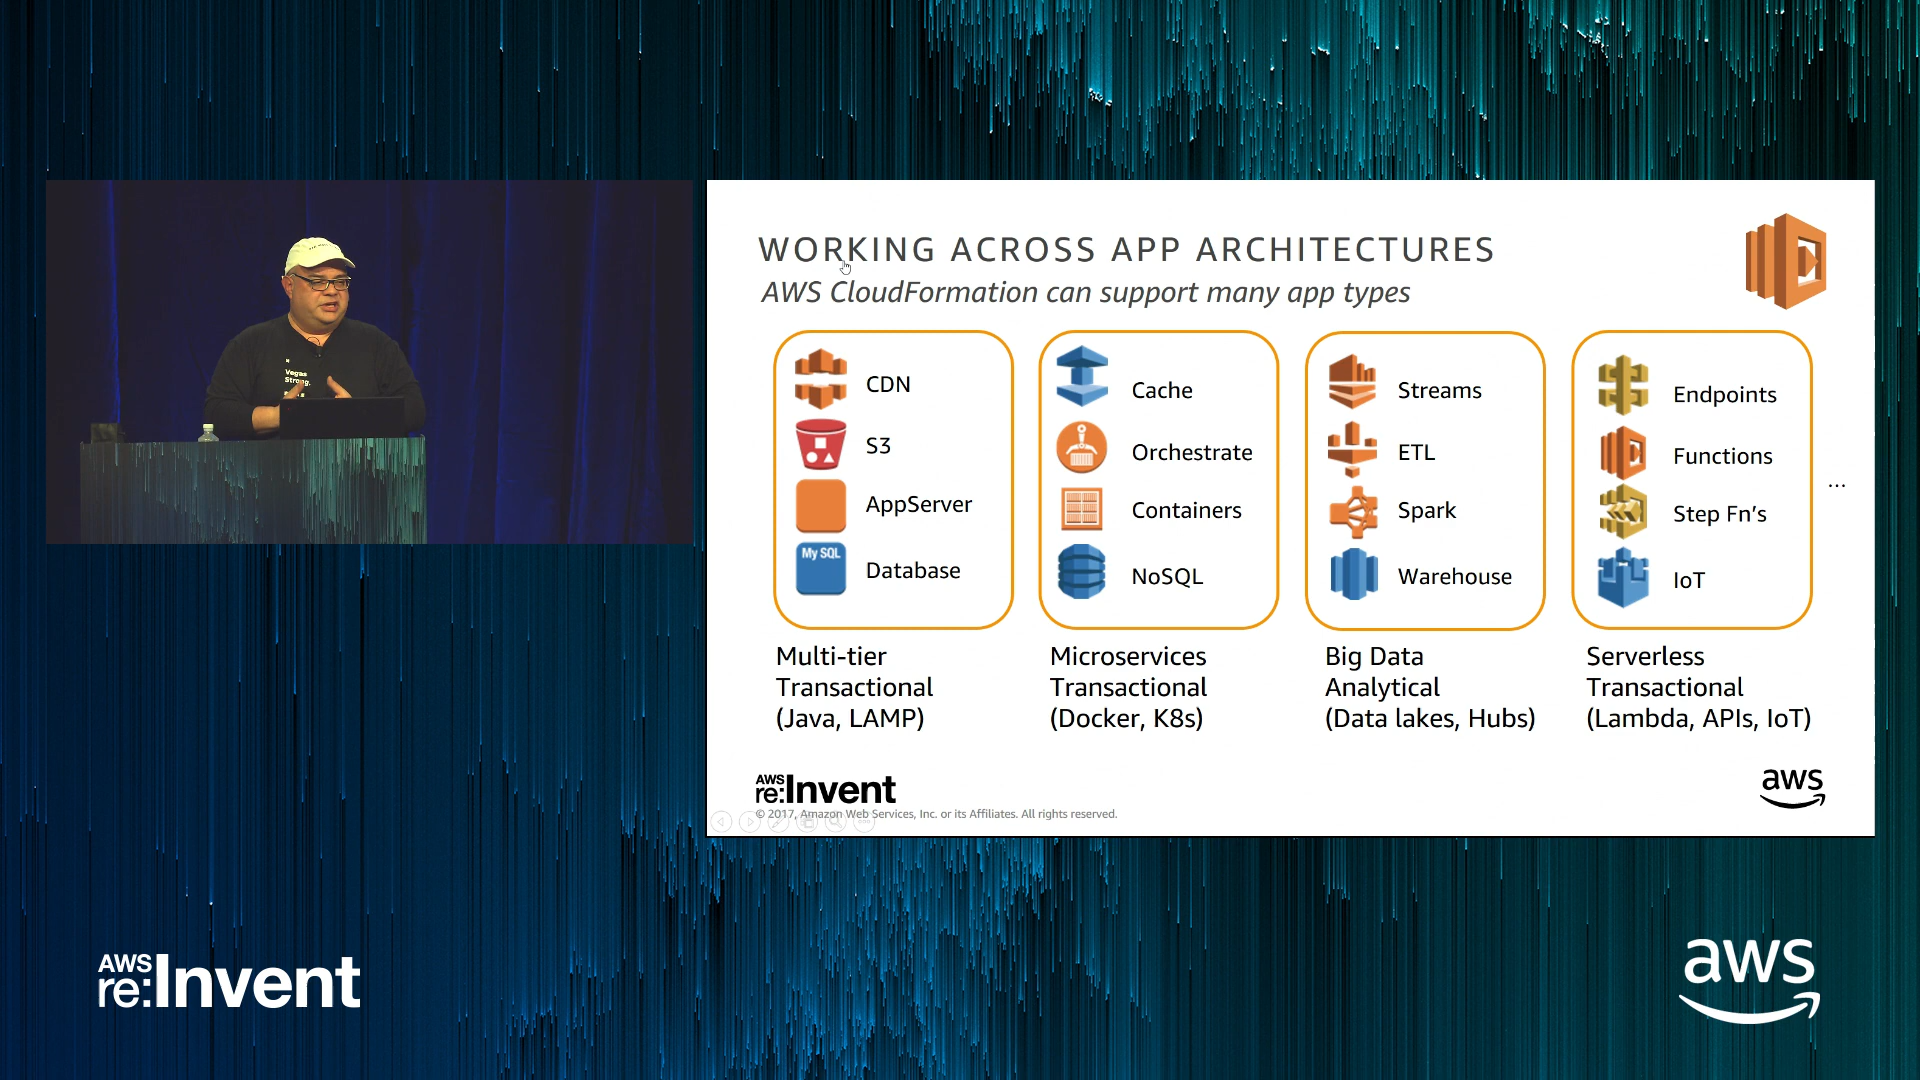 Vegas
Strong.
WORKING ACROSS APP ARCHITECTURES
AWS CloudFormation can support many app types
CDN
S3
AppServer
My SQL
Database
Multi-tier
Transactional
(Java, LAMP)
Cache
Orchestrate
Containers
NoSQL
Microservices
Transactional
(Docker, K8s)
Streams
ETL
Spark
Warehouse
Big Data
Analytical
(Data lakes, Hubs)
Endpoints
Functions
Step Fn's
IoT
Serverless
Transactional
(Lambda, APIs, IoT)
...
AWS
re:Invent
© 2017, Amazon Web Services, Inc. or its Affiliates. All rights reserved.
aws
AWS
re:Invent
aws